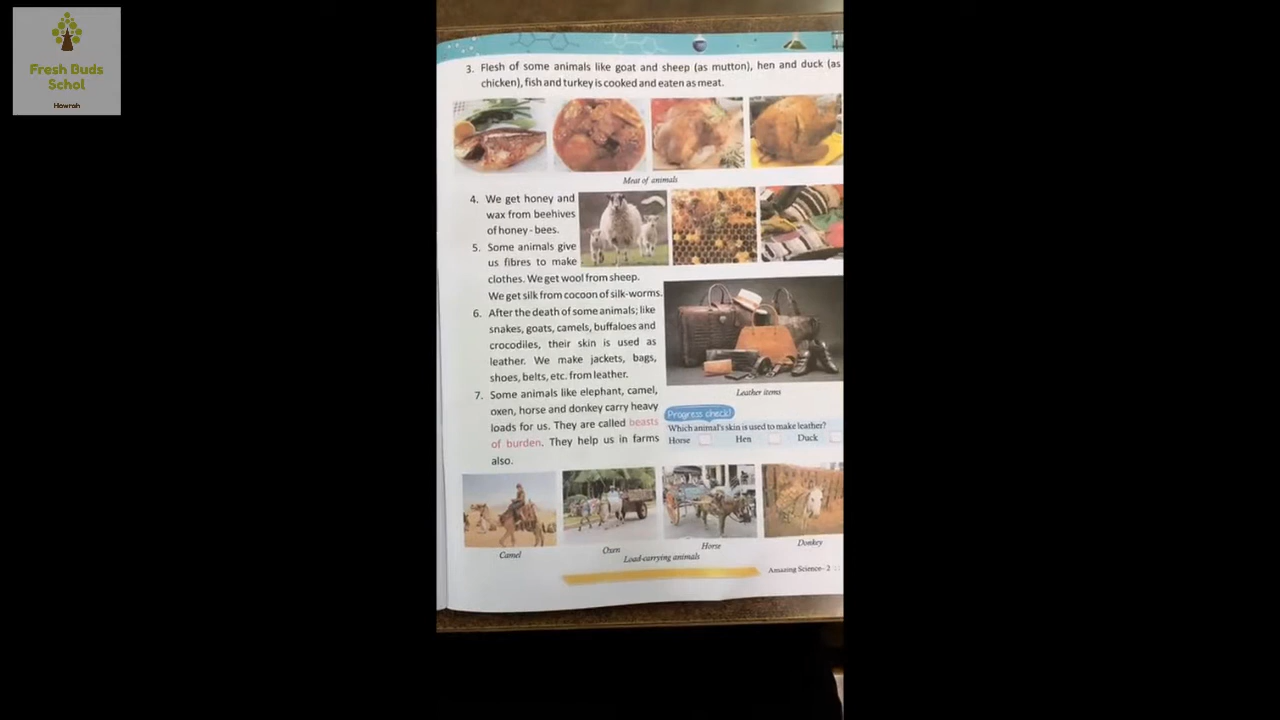 Fresh Buds
Schol
Howrah
3. Flesh of some animals like goat and sheep (as mutton), hen and duck (as
chicken), fish and turkey is cooked and eaten as meat.
Meat of animals
4. We get honey and
wax from beehives
of honey - bees.
5. Some animals give
us fibres to make
clothes. We get wool from sheep.
We get silk from cocoon of silk-worms.
6. After the death of some animals; like
snakes, goats, camels, buffaloes and
crocodiles, their skin is used as
leather. We make jackets, bags,
shoes, belts, etc. from leather.
Leather items
7. Some animals like elephant, camel,
oxen, horse and donkey carry heavy
loads for us. They are called beasts
of burden. They help us in farms
also.
Progress check!
Which animal's skin is used to make leather?
Horse Hen Duck
Camel
Oxen
Horse
Donkey
Load-carrying animals
Amazing Science- 2